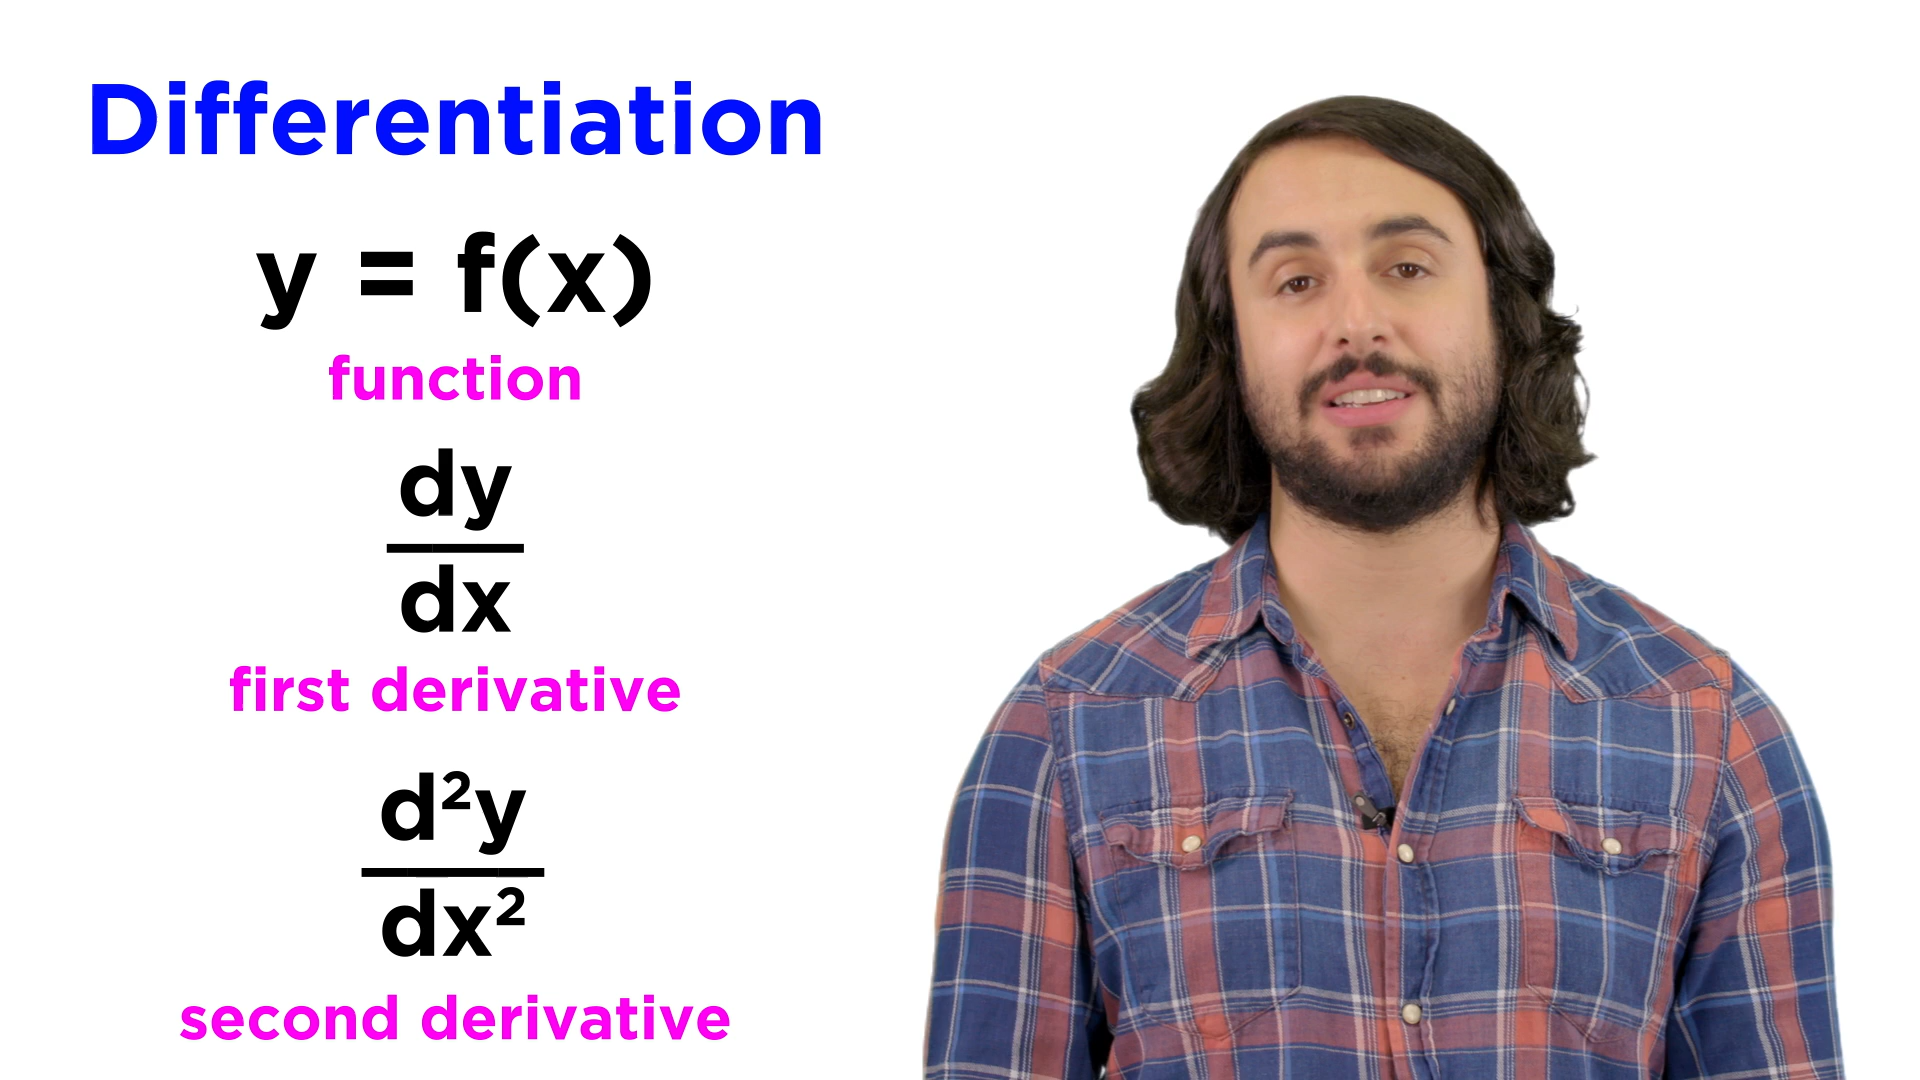 Differentiation
y = f(x)
function
dy
dx
first derivative
d²y
dx²
second derivative